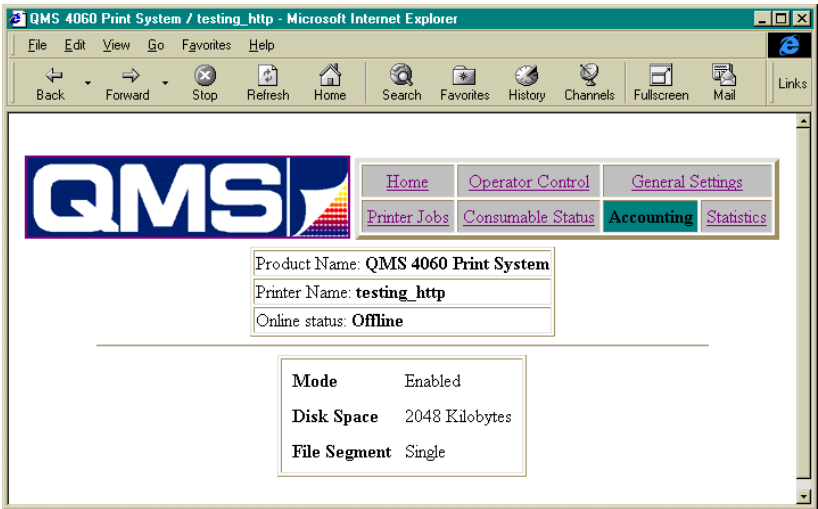 QMS 4060 Print System / testing_http - Microsoft Internet Explorer
File Edit View Go Favorites Help
Back Forward Stop Refresh Home Search Favorites History Channels Fullscreen Mail Links
QMS
Home Operator Control General Settings
Printer Jobs Consumable Status Accounting Statistics
Product Name: QMS 4060 Print System
Printer Name: testing_http
Online status: Offline
Mode Enabled
Disk Space 2048 Kilobytes
File Segment Single